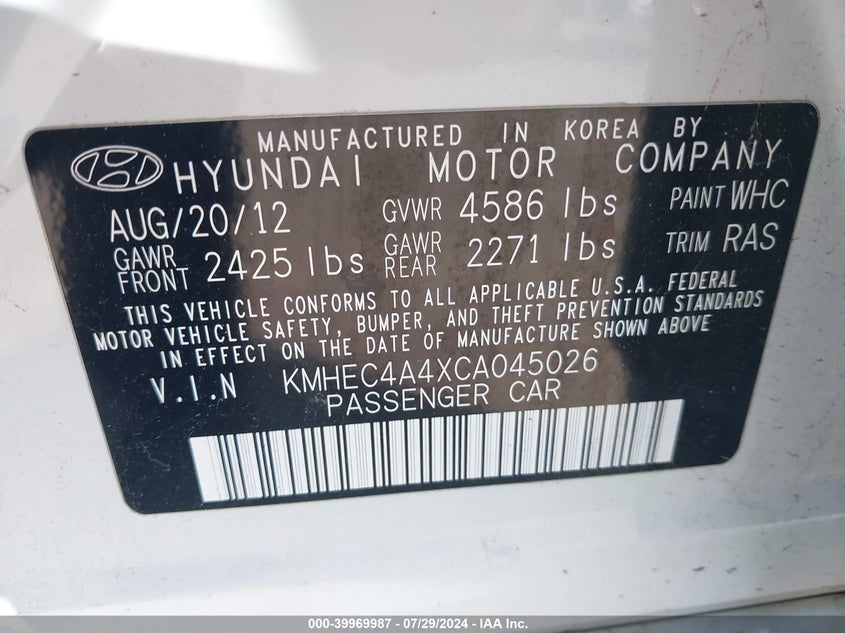 MANUFACTURED IN KOREA BY
HYUNDAI MOTOR COMPANY
AUG/20/12 GVWR 4586 lbs PAINT WHC
GAWR FRONT 2425 lbs GAWR REAR 2271 lbs TRIM RAS
THIS VEHICLE CONFORMS TO ALL APPLICABLE U.S.A. FEDERAL
MOTOR VEHICLE SAFETY, BUMPER, AND THEFT PREVENTION STANDARDS
IN EFFECT ON THE DATE OF MANUFACTURE SHOWN ABOVE
V.I.N KMHEC4A4XCA045026
PASSENGER CAR
000-39969987 - 07/29/2024 - IAA Inc.